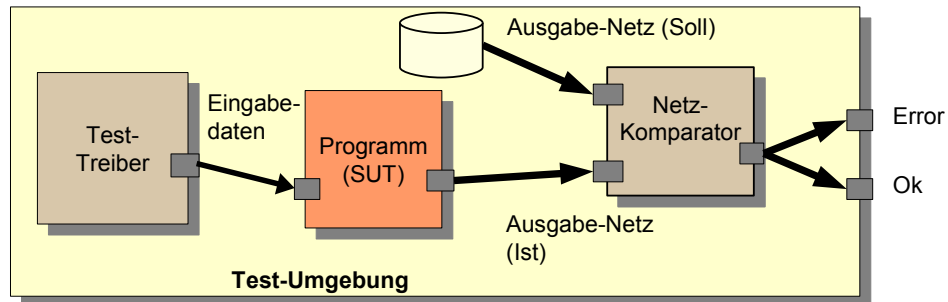 Ausgabe-Netz (Soll)
Test-
Treiber
Eingabe-
daten
Programm
(SUT)
Netz-
Komparator
Error
Ok
Ausgabe-Netz
(Ist)
Test-Umgebung